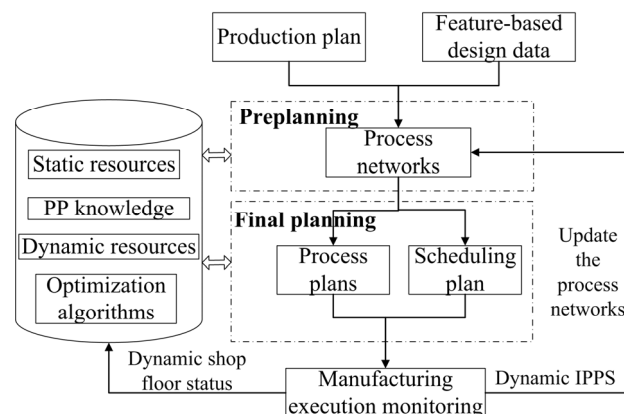 Production plan
Feature-based
design data
Preplanning
Process
networks
Static resources
PP knowledge
Dynamic resources
Optimization
algorithms
Final planning
Process
plans
Scheduling
plan
Update
the
process
networks
Dynamic shop
floor status
Manufacturing
execution monitoring
Dynamic IPPS